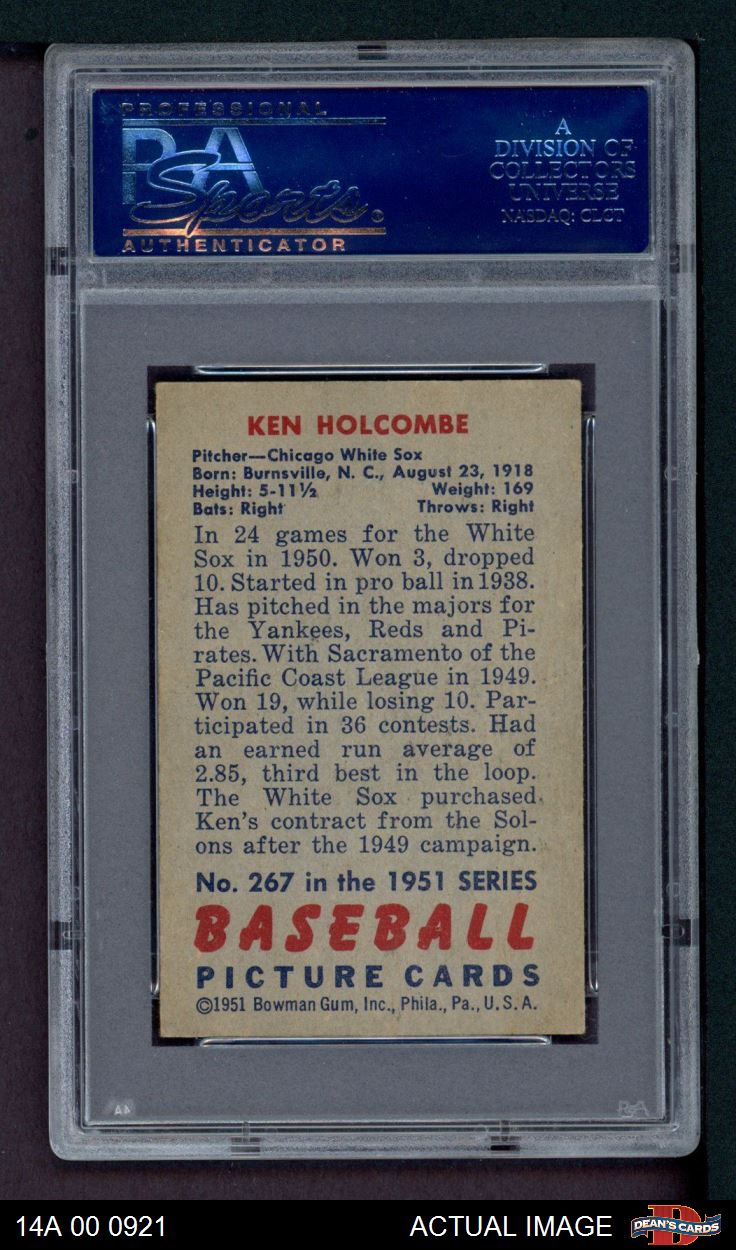 PROFESSIONAL
PSA
Sports
AUTHENTICATOR
A
DIVISION OF
COLLECTORS
UNIVERSE
NASDAQ: CLCT
KEN HOLCOMBE
Pitcher—Chicago White Sox
Born: Burnsville, N. C., August 23, 1918
Height: 5-11½ Weight: 169
Bats: Right Throws: Right
In 24 games for the White
Sox in 1950. Won 3, dropped
10. Started in pro ball in 1938.
Has pitched in the majors for
the Yankees, Reds and Pi-
rates. With Sacramento of the
Pacific Coast League in 1949.
Won 19, while losing 10. Par-
ticipated in 36 contests. Had
an earned run average of
2.85, third best in the loop.
The White Sox purchased
Ken's contract from the Sol-
ons after the 1949 campaign.
No. 267 in the 1951 SERIES
BASEBALL
PICTURE CARDS
©1951 Bowman Gum, Inc., Phila., Pa., U. S. A.
PSA
14A 00 0921 ACTUAL IMAGE DEAN'S CARDS